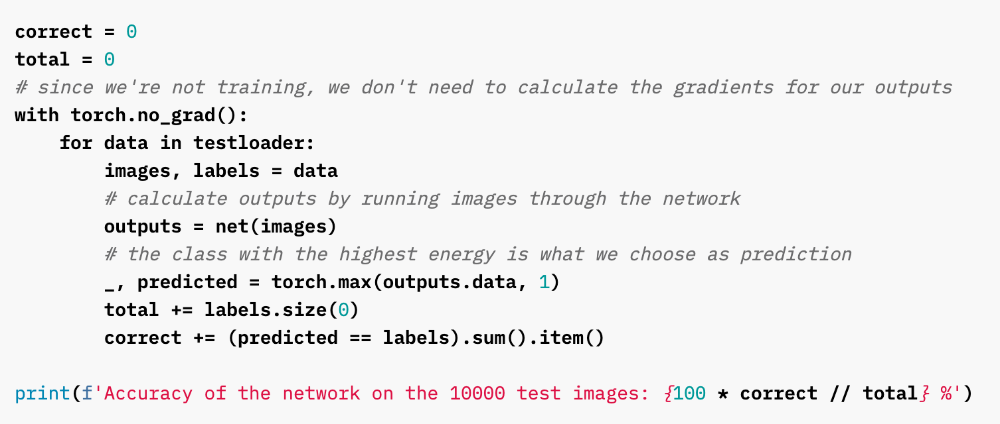 correct = 0
total = 0
# since we're not training, we don't need to calculate the gradients for our outputs
with torch.no_grad():
    for data in testloader:
        images, labels = data
        # calculate outputs by running images through the network
        outputs = net(images)
        # the class with the highest energy is what we choose as prediction
        _, predicted = torch.max(outputs.data, 1)
        total += labels.size(0)
        correct += (predicted == labels).sum().item()

print(f'Accuracy of the network on the 10000 test images: {100 * correct // total} %')